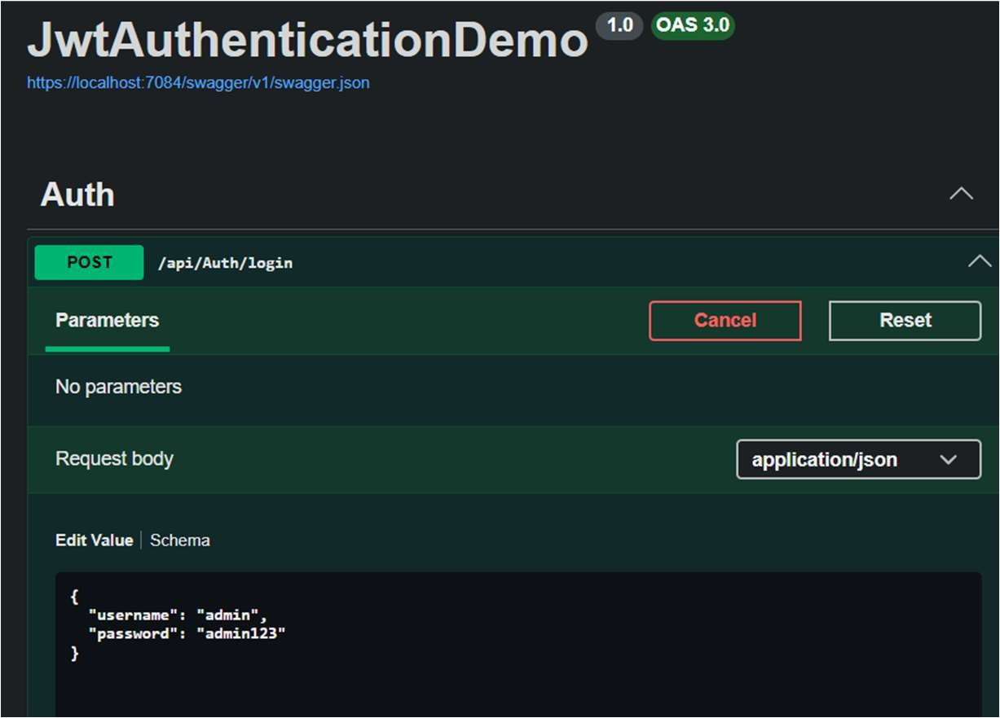 JwtAuthenticationDemo 1.0 OAS 3.0
https://localhost:7084/swagger/v1/swagger.json
Auth
POST /api/Auth/login
Parameters Cancel Reset
No parameters
Request body application/json
Edit Value Schema
{
"username": "admin",
"password": "admin123"
}